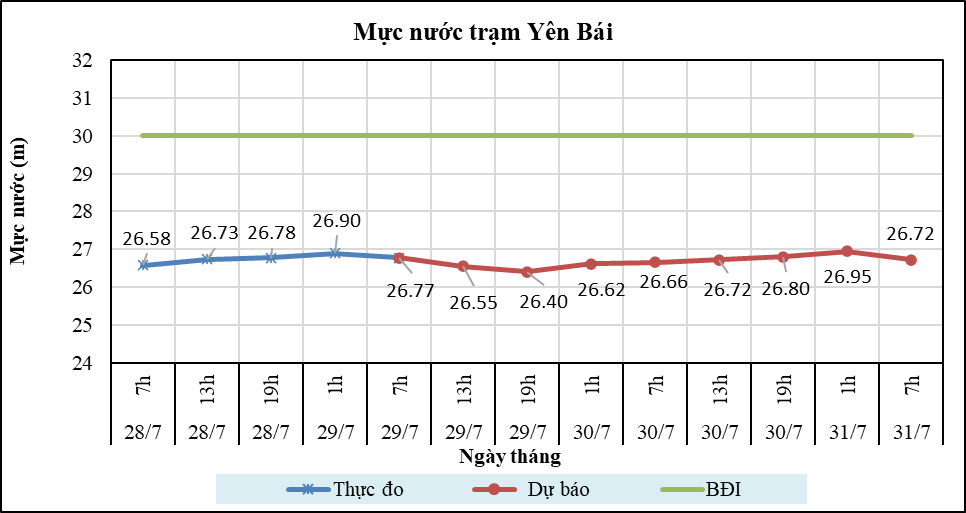 Mực nước trạm Yên Bái
Mực nước (m)
32
31
30
29
28
27
26
25
24
26.58 26.73 26.78 26.90 26.77 26.55 26.40 26.62 26.66 26.72 26.80 26.95 26.72
7h 13h 19h 1h 7h 13h 19h 1h 7h 13h 19h 1h 7h
28/7 28/7 28/7 29/7 29/7 29/7 29/7 30/7 30/7 30/7 30/7 31/7 31/7
Ngày tháng
Thực đo Dự báo BĐI